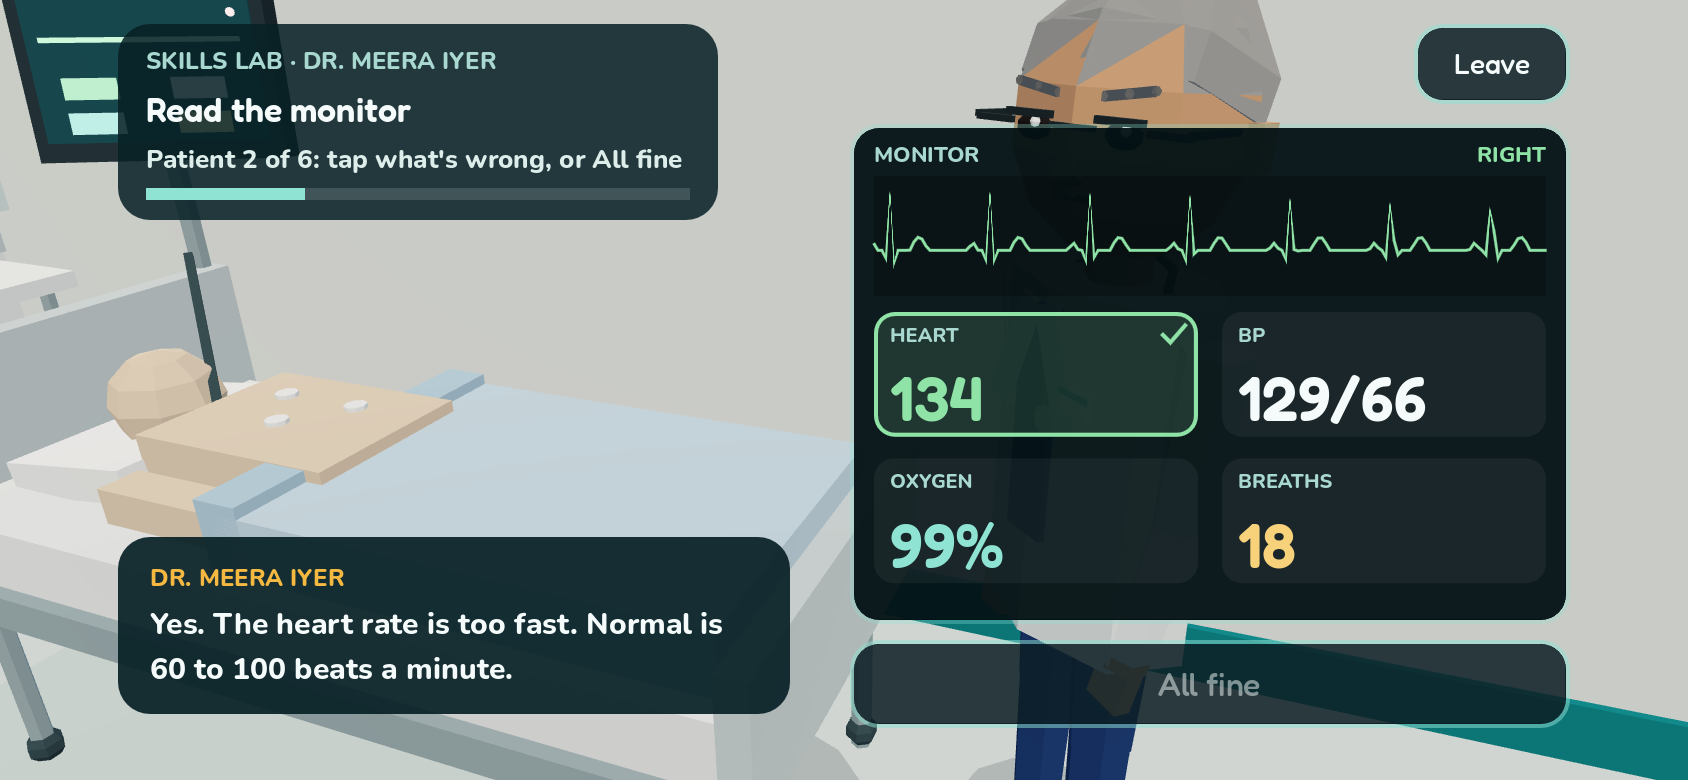 SKILLS LAB · DR. MEERA IYER
Read the monitor
Patient 2 of 6: tap what's wrong, or All fine
Leave
MONITOR
RIGHT
HEART
134
BP
129/66
OXYGEN
99%
BREATHS
18
DR. MEERA IYER
Yes. The heart rate is too fast. Normal is
60 to 100 beats a minute.
All fine